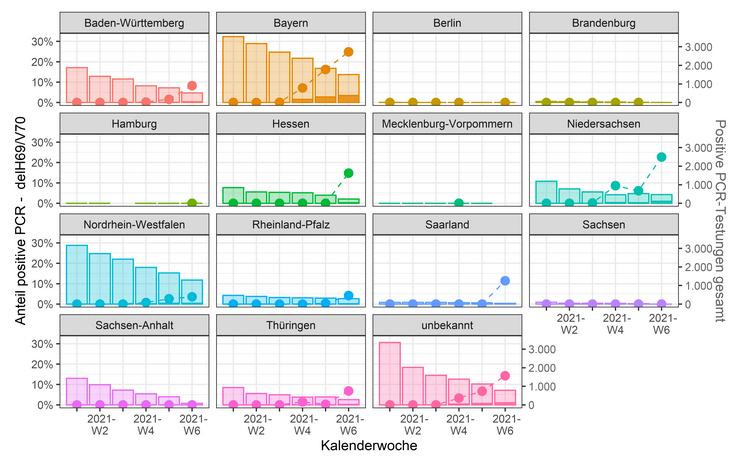 Baden-Württemberg
Bayern
Berlin
Brandenburg
30%
20%
10%
0%
3.000
2.000
1.000
0
Hamburg
Hessen
Mecklenburg-Vorpommern
Niedersachsen
30%
20%
10%
0%
3.000
2.000
1.000
0
Nordrhein-Westfalen
Rheinland-Pfalz
Saarland
Sachsen
30%
20%
10%
0%
3.000
2.000
1.000
0
2021-
W2
2021-
W4
2021-
W6
Sachsen-Anhalt
Thüringen
unbekannt
30%
20%
10%
0%
3.000
2.000
1.000
0
2021-
W2
2021-
W4
2021-
W6
2021-
W2
2021-
W4
2021-
W6
2021-
W2
2021-
W4
2021-
W6
Kalenderwoche
Anteil positive PCR - delH69/V70
Positive PCR-Testungen gesamt